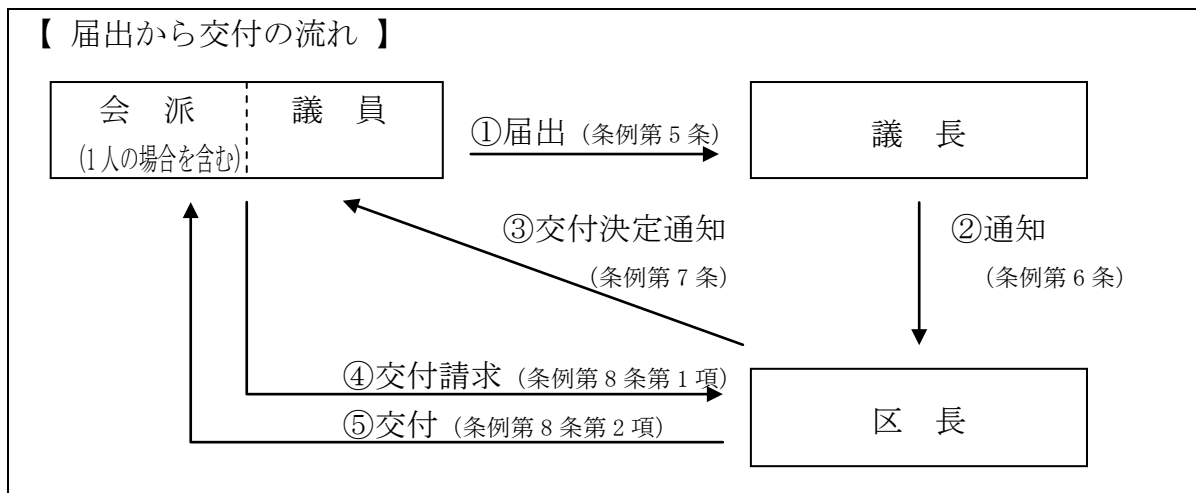 【 届出から交付の流れ 】
会 派
(1人の場合を含む)
議 員
①届出 (条例第5条)
議 長
②通知
(条例第6条)
③交付決定通知
(条例第7条)
④交付請求 (条例第8条第1項)
⑤交付 (条例第8条第2項)
区 長